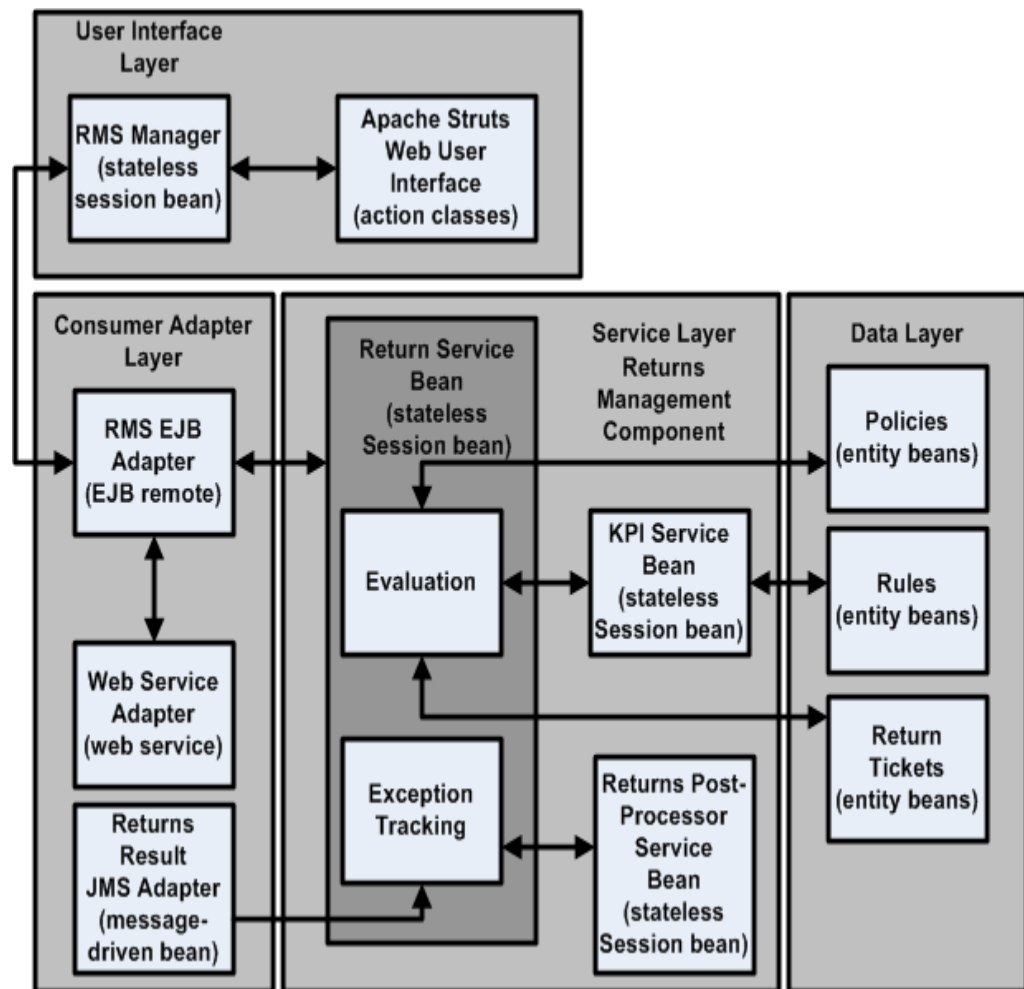 User Interface
Layer
RMS Manager
(stateless
session bean)
Apache Struts
Web User
Interface
(action classes)
Consumer Adapter
Layer
RMS EJB
Adapter
(EJB remote)
Web Service
Adapter
(web service)
Returns
Result
JMS Adapter
(message-
driven bean)
Return Service
Bean
(stateless
Session bean)
Evaluation
Exception
Tracking
Service Layer
Returns
Management
Component
KPI Service
Bean
(stateless
Session bean)
Returns Post-
Processor
Service
Bean
(stateless
Session bean)
Data Layer
Policies
(entity beans)
Rules
(entity beans)
Return
Tickets
(entity beans)